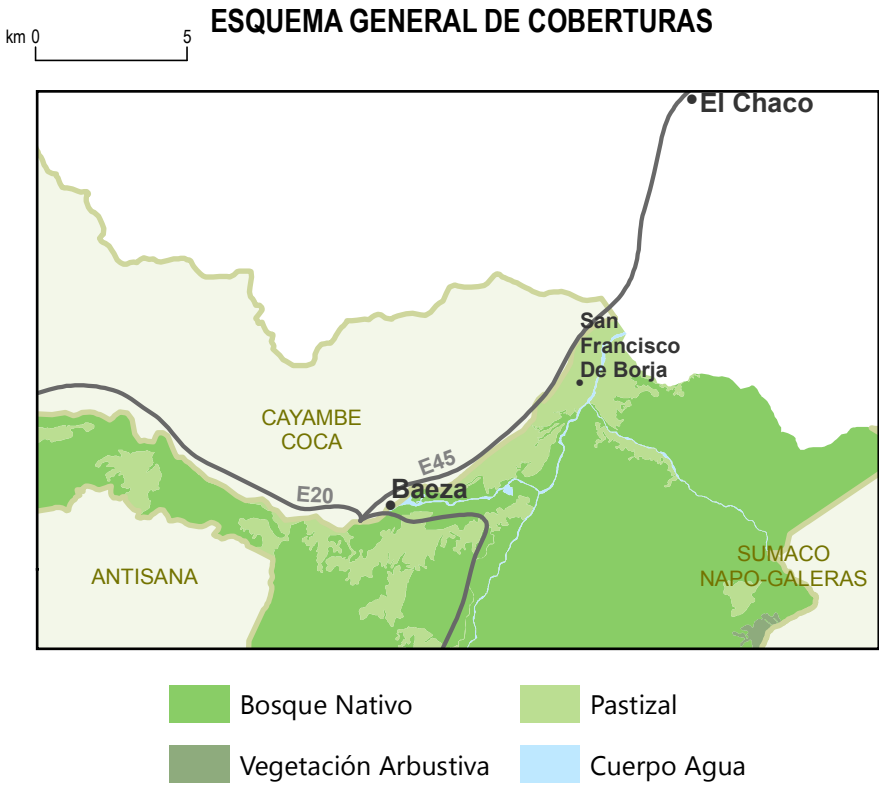 ESQUEMA GENERAL DE COBERTURAS
km 0 5
El Chaco
San
Francisco
De Borja
CAYAMBE
COCA
E45
E20
Baeza
ANTISANA
SUMACO
NAPO-GALERAS
Bosque Nativo
Pastizal
Vegetación Arbustiva
Cuerpo Agua